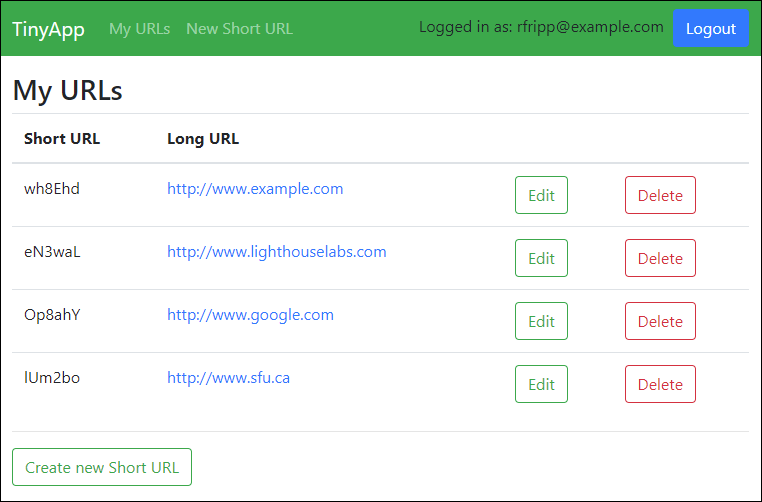 TinyApp My URLs New Short URL Logged in as: rfripp@example.com Logout
My URLs
Short URL Long URL
wh8Ehd http://www.example.com Edit Delete
eN3waL http://www.lighthouselabs.com Edit Delete
Op8ahY http://www.google.com Edit Delete
lUm2bo http://www.sfu.ca Edit Delete
Create new Short URL